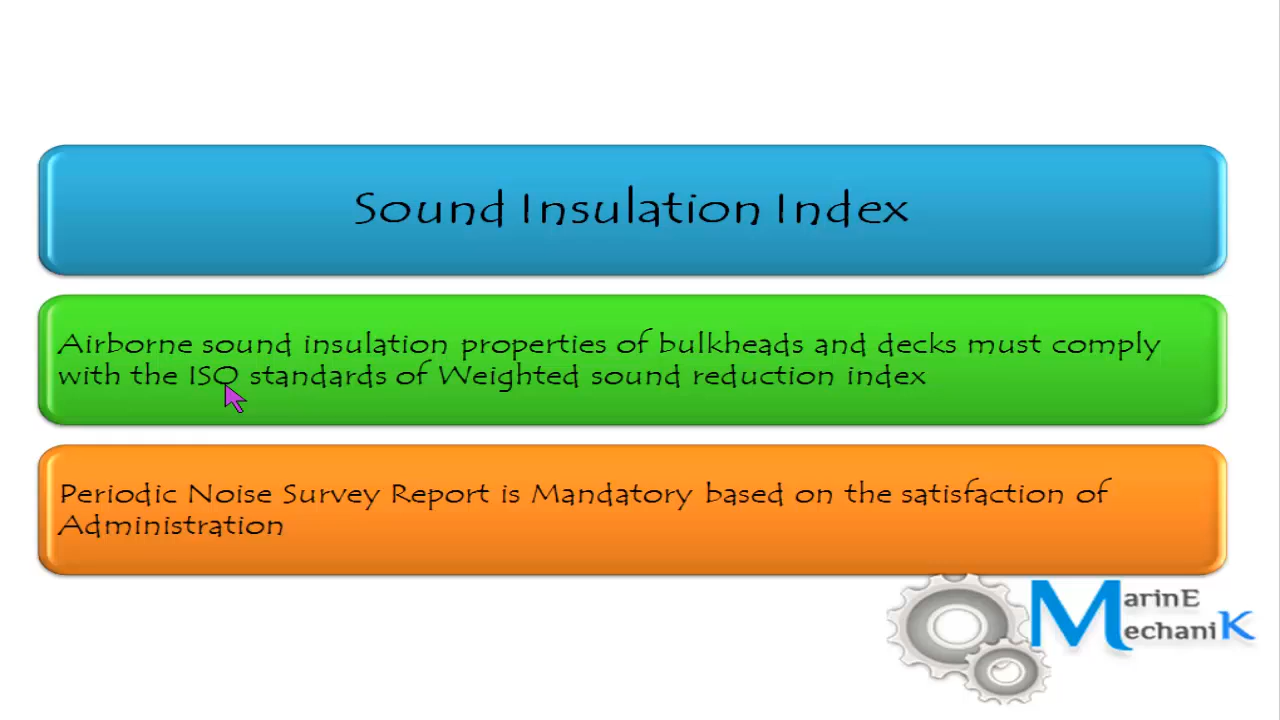 Sound Insulation Index
Airborne sound insulation properties of bulkheads and decks must comply
with the ISO standards of Weighted sound reduction index
Periodic Noise Survey Report is Mandatory based on the satisfaction of
Administration
MarinE
MechaniK